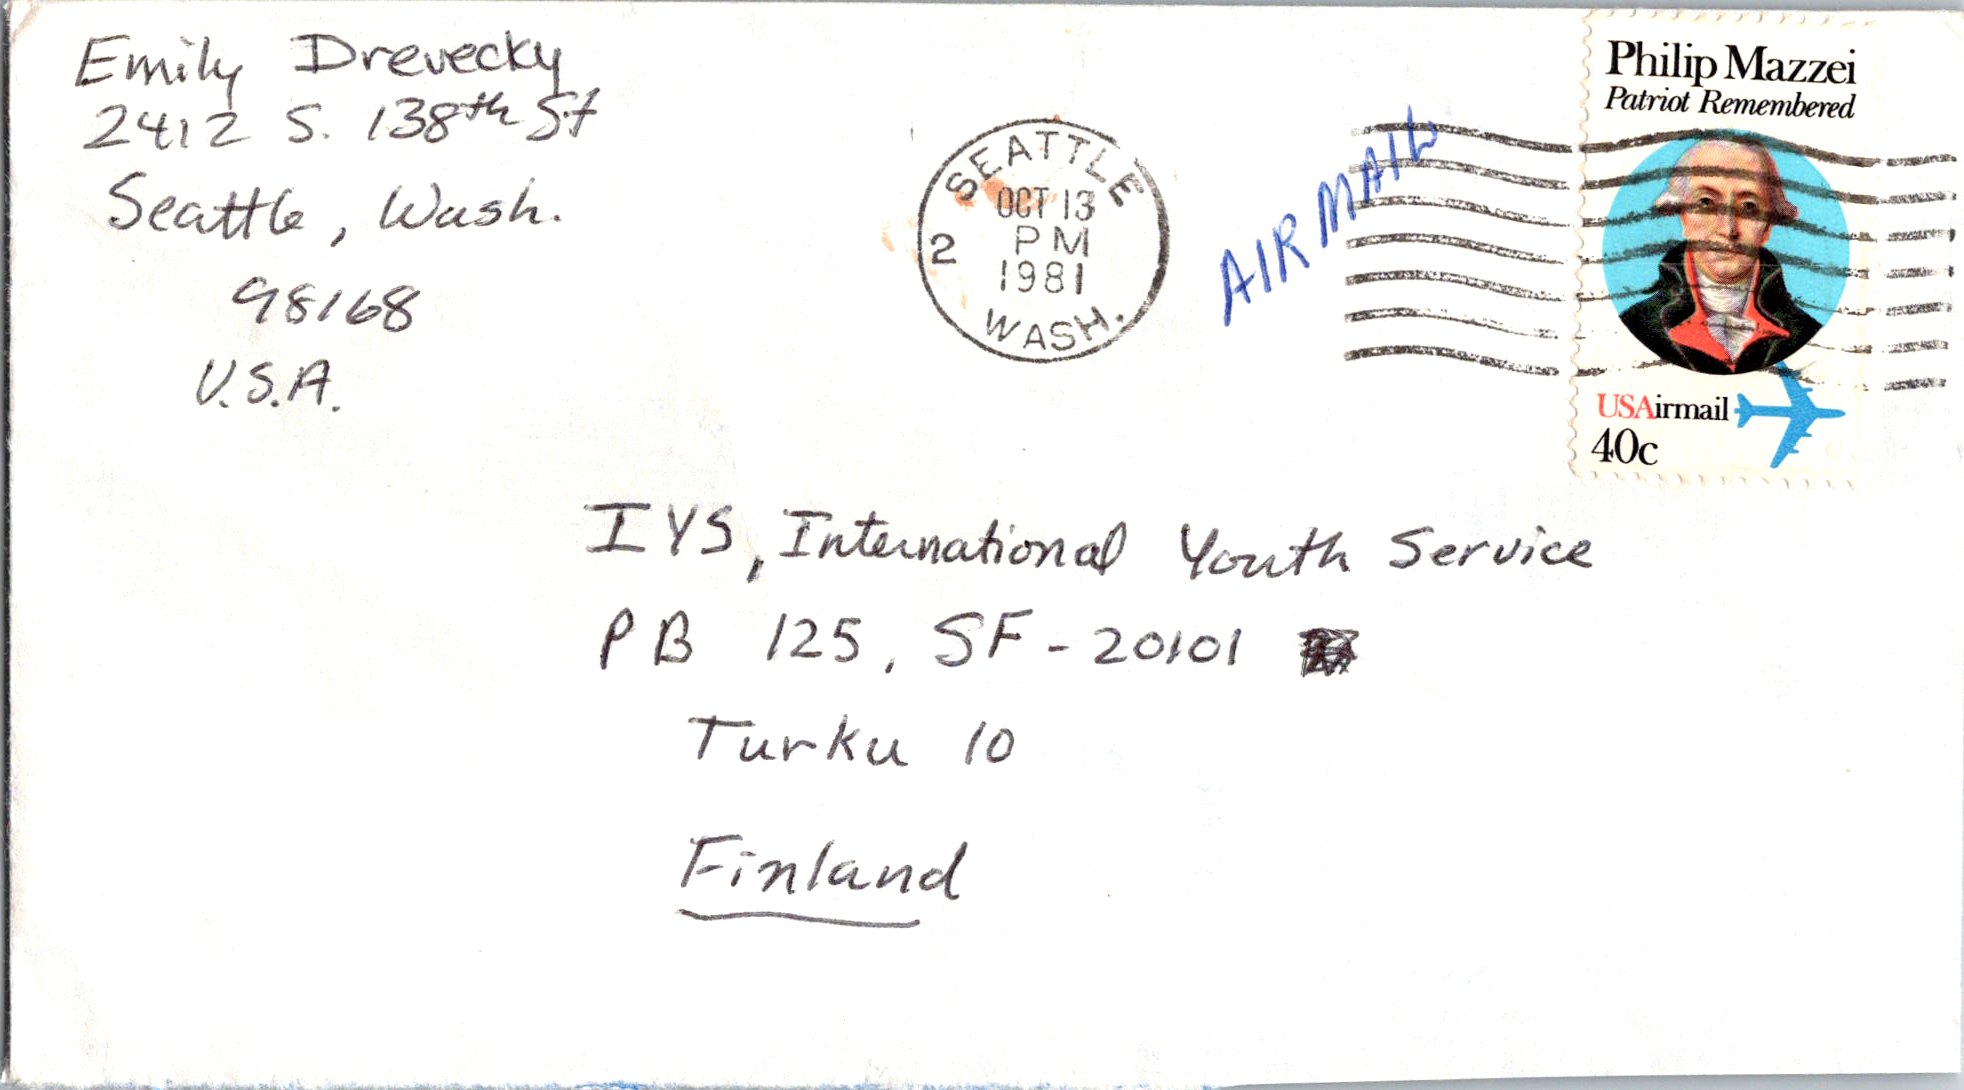 Emily Drevecky
2412 S. 138th St
Seattle, Wash.
98168
U.S.A.
SEATTLE
OCT 13
PM
2
1981
WASH.
AIR MAIL
Philip Mazzei
Patriot Remembered
USAirmail
40c
IYS, International Youth Service
PB 125, SF - 20101
Turku 10
Finland